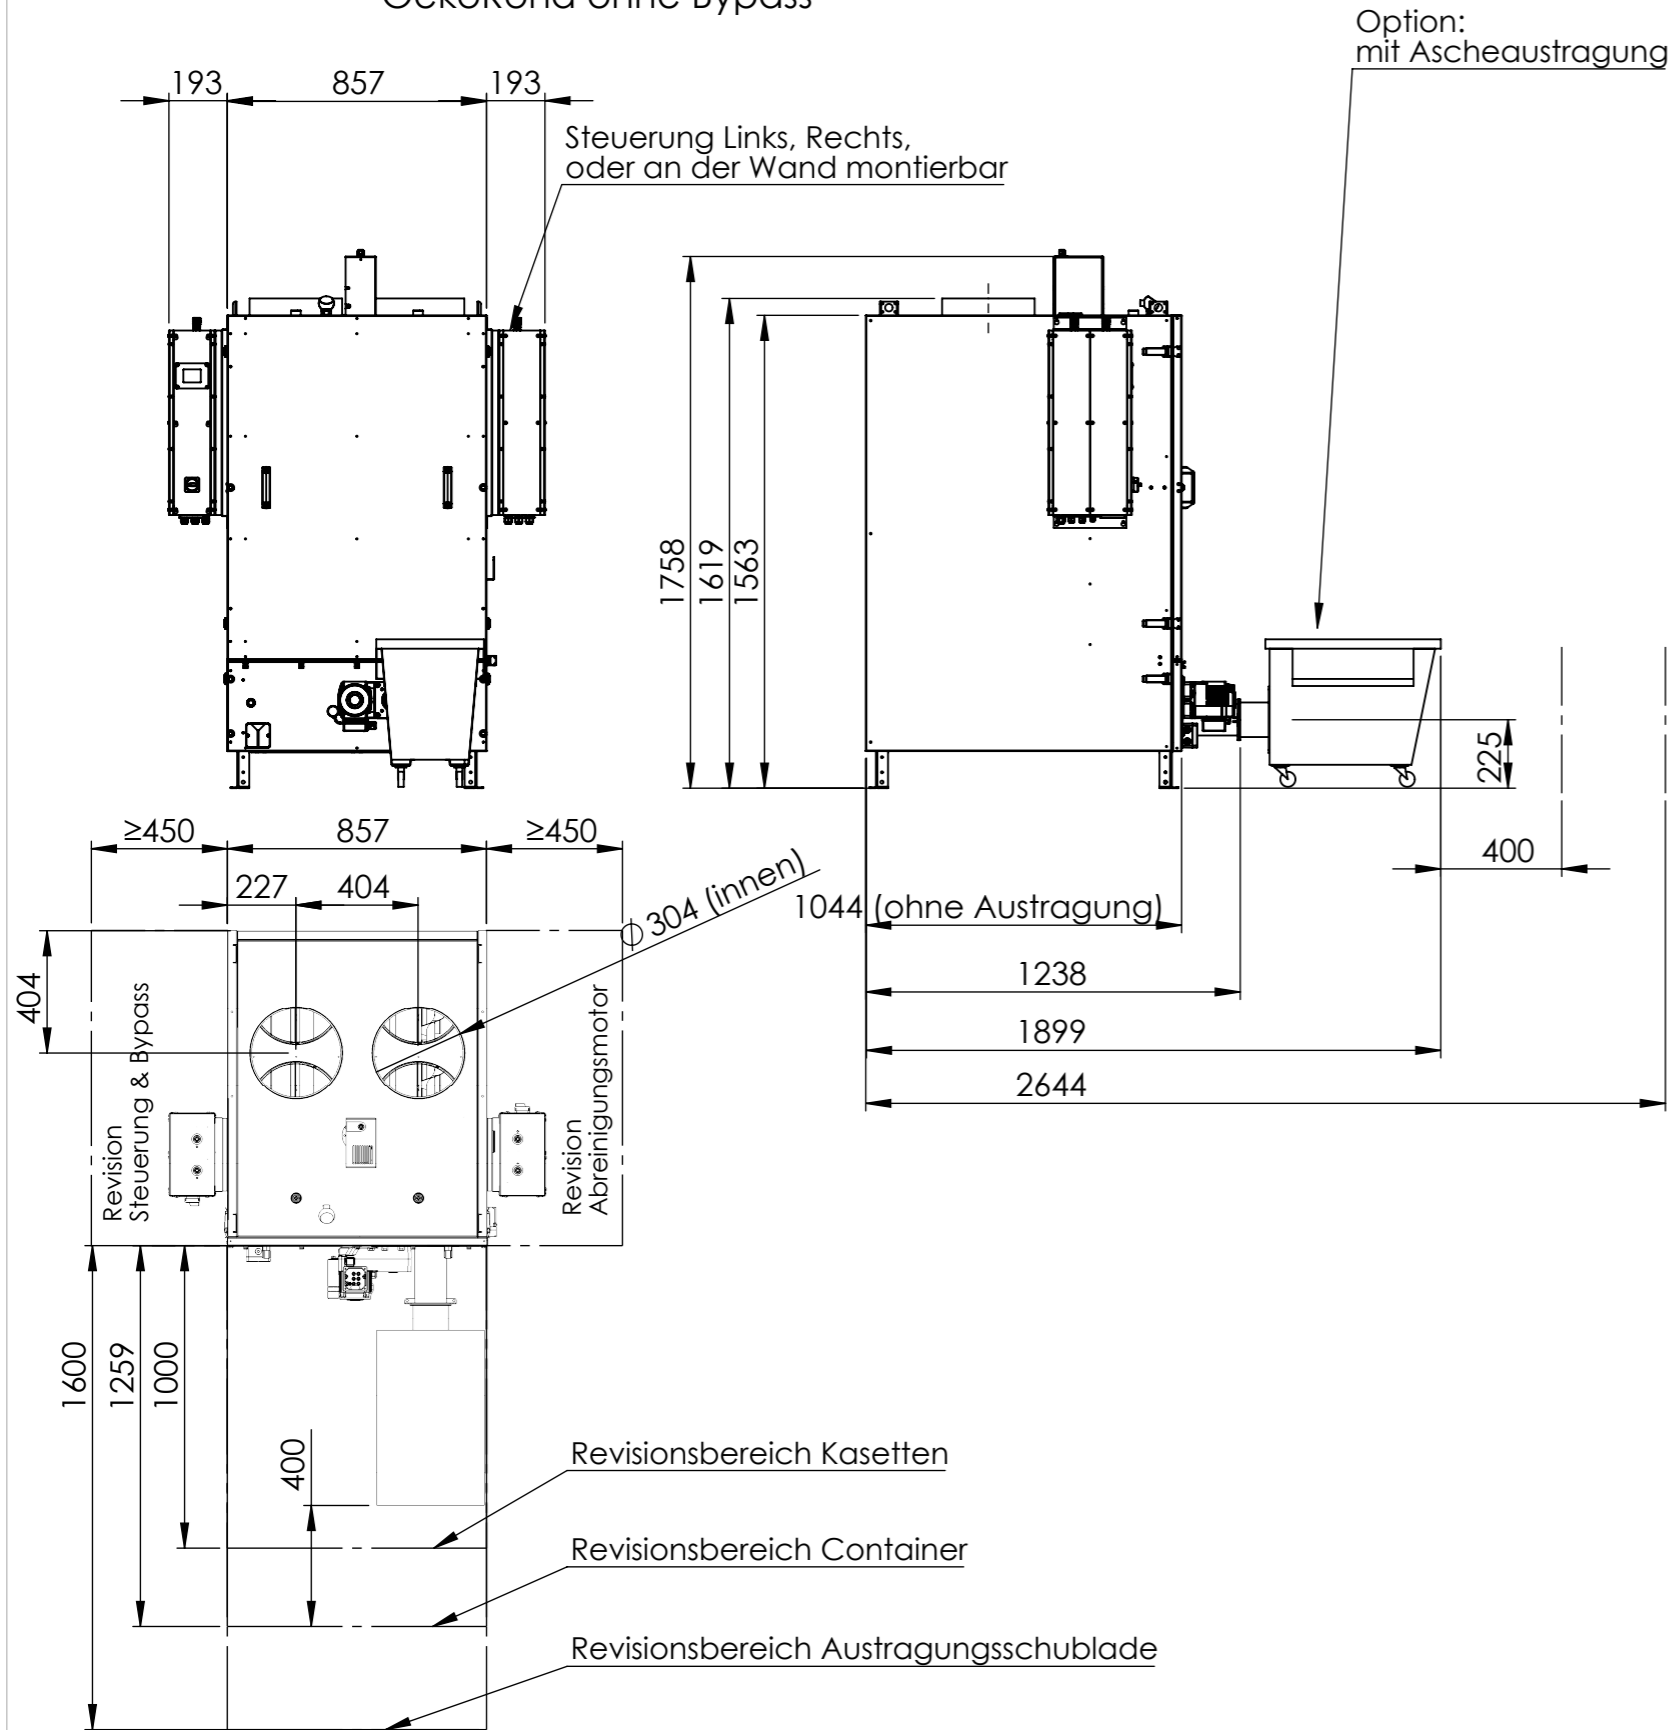 ohne Bypass
Option:
mit Ascheaustragung
193
857
193
Steuerung Links, Rechts,
oder an der Wand montierbar
1758
1619
1563
225
400
≥450
857
≥450
227
404
∅ 304 (innen)
1044 (ohne Austragung)
404
1238
1899
2644
Revision
Steuerung & Bypass
Revision
Abreinigungsmotor
1600
1259
1000
400
Revisionsbereich Kasetten
Revisionsbereich Container
Revisionsbereich Austragungsschublade